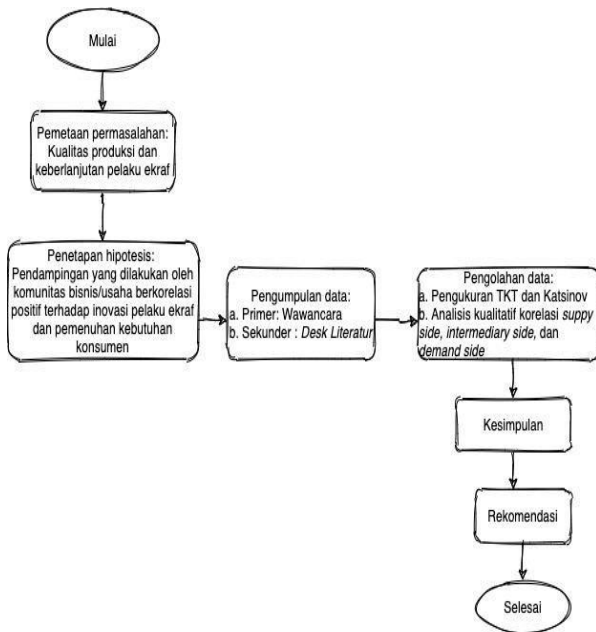 Mulai
Pemetaan permasalahan:
Kualitas produksi dan
keberlanjutan pelaku ekraf
Penetapan hipotesis:
Pendampingan yang dilakukan oleh
komunitas bisnis/usaha berkorelasi
positif terhadap inovasi pelaku ekraf
dan pemenuhan kebutuhan
konsumen
Pengumpulan data:
a. Primer: Wawancara
b. Sekunder : Desk Literatur
Pengolahan data:
a. Pengukuran TKT dan Katsinov
b. Analisis kualitatif korelasi suppy
side, intermediary side, dan
demand side
Kesimpulan
Rekomendasi
Selesai